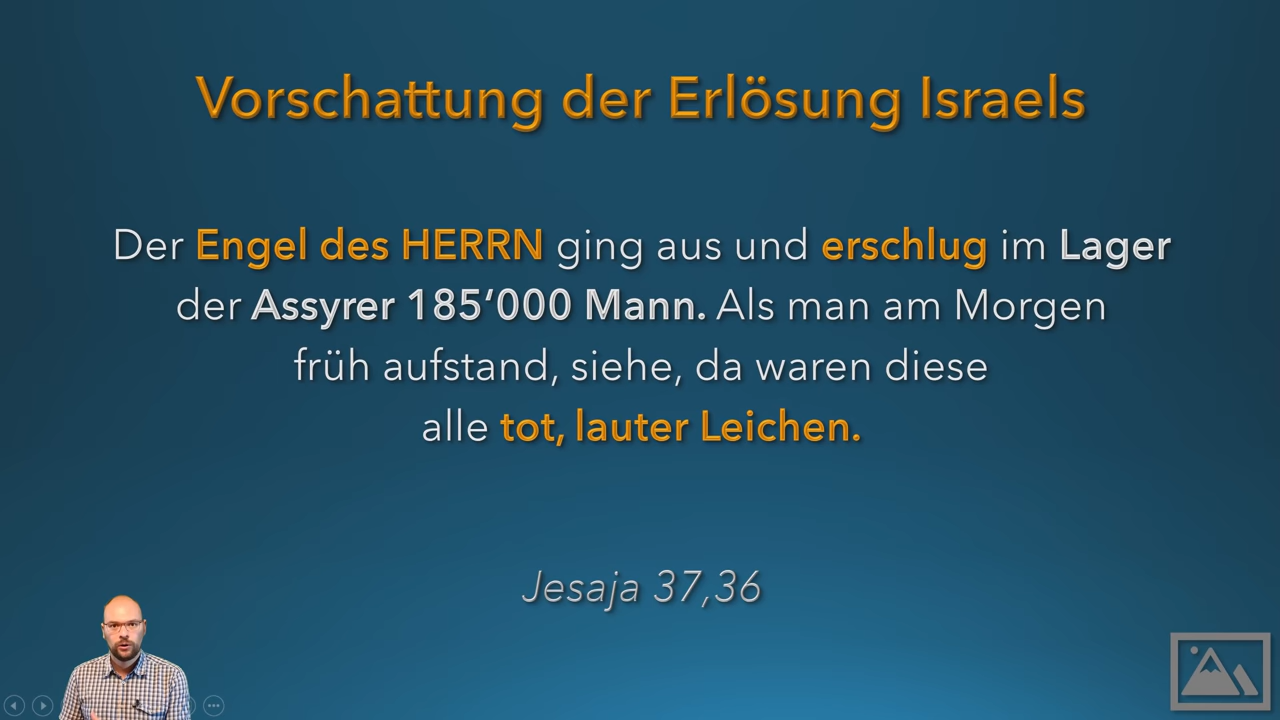 Vorschattung der Erlösung Israels
Der Engel des HERRN ging aus und erschlug im Lager
der Assyrer 185‘000 Mann. Als man am Morgen
früh aufstand, siehe, da waren diese
alle tot, lauter Leichen.
Jesaja 37,36